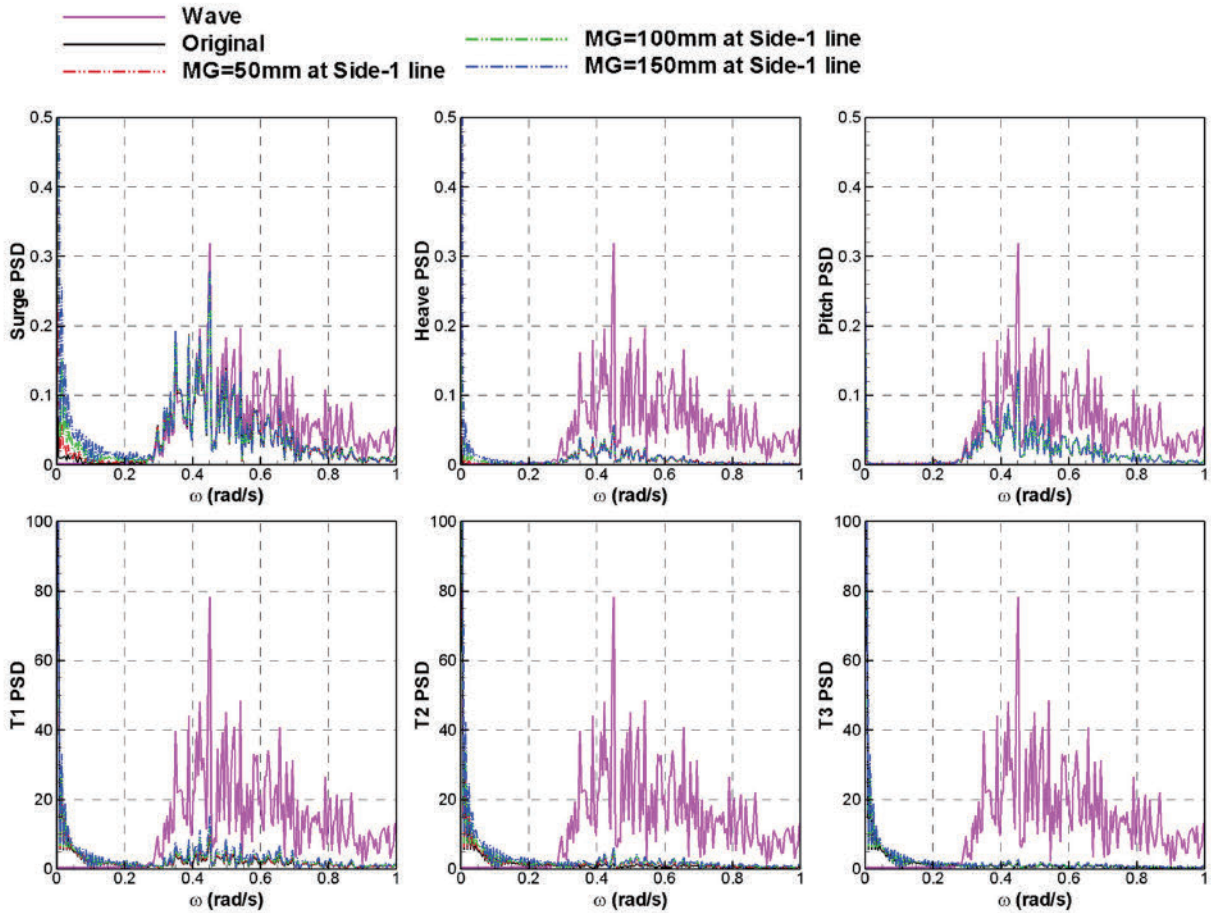 Wave
Original
MG=50mm at Side-1 line
MG=100mm at Side-1 line
MG=150mm at Side-1 line
Surge PSD
0.5
0.4
0.3
0.2
0.1
0
0 0.2 0.4 0.6 0.8 1
ω (rad/s)
Heave PSD
0.5
0.4
0.3
0.2
0.1
0
0 0.2 0.4 0.6 0.8 1
ω (rad/s)
Pitch PSD
0.5
0.4
0.3
0.2
0.1
0
0 0.2 0.4 0.6 0.8 1
ω (rad/s)
T1 PSD
100
80
60
40
20
0
0 0.2 0.4 0.6 0.8 1
ω (rad/s)
T2 PSD
100
80
60
40
20
0
0 0.2 0.4 0.6 0.8 1
ω (rad/s)
T3 PSD
100
80
60
40
20
0
0 0.2 0.4 0.6 0.8 1
ω (rad/s)